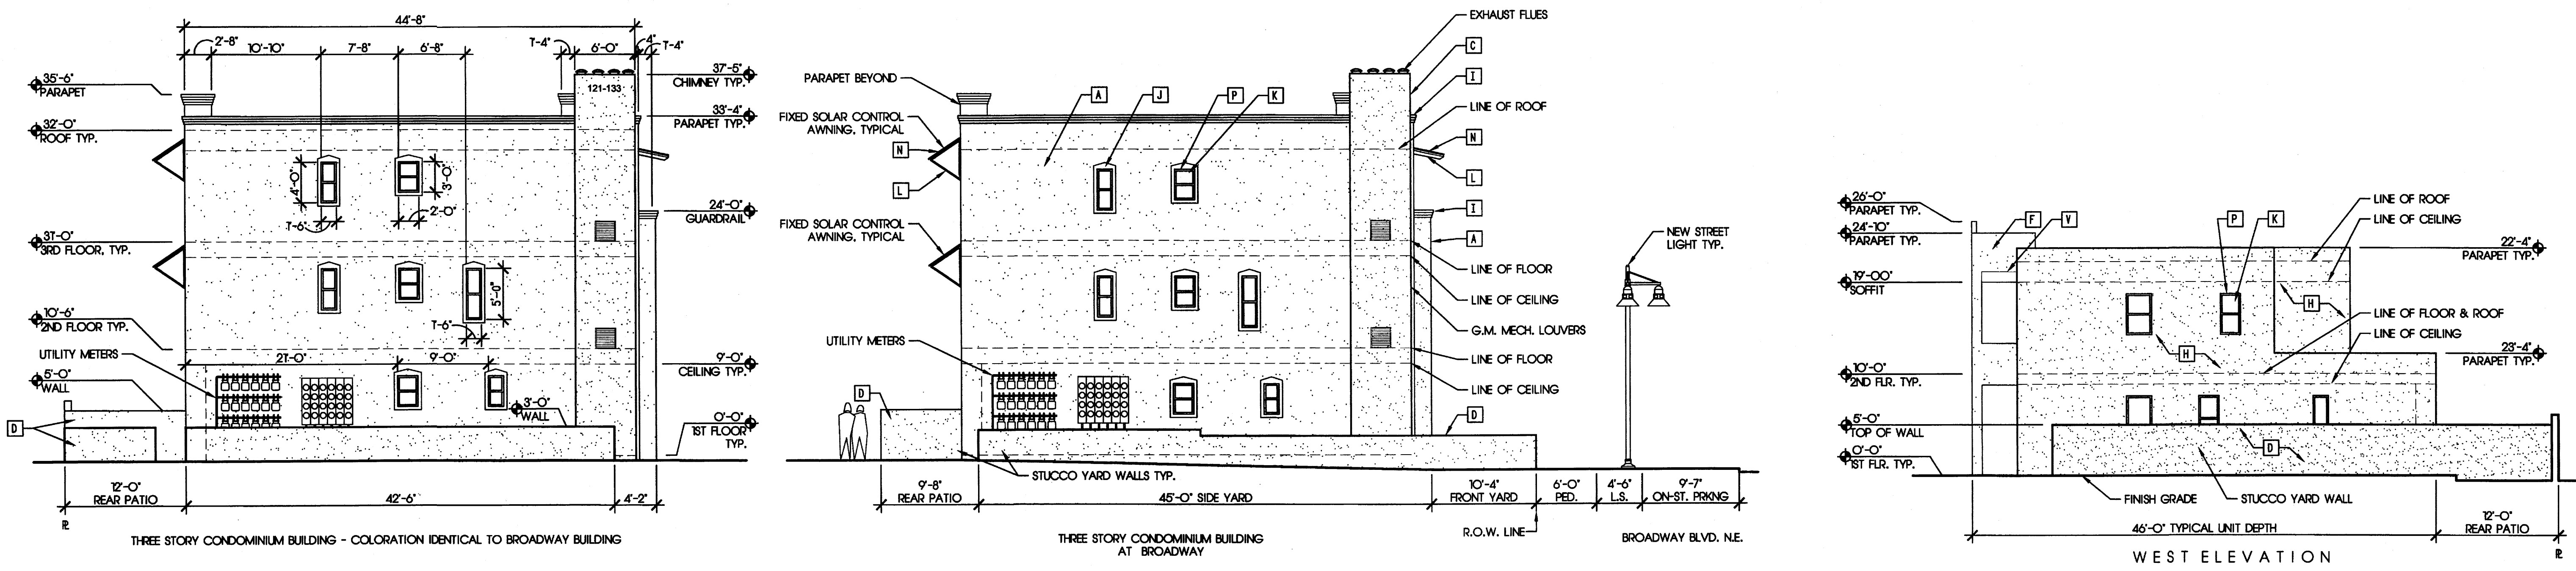 44'-8"
2'-8"
10'-10"
7'-8"
6'-8"
1'-4"
6'-0"
4"
1'-4"
35'-6"
PARAPET
32'-0"
ROOF TYP.
37'-5"
CHIMNEY TYP.
121-133
33'-4"
PARAPET TYP.
4'-0"
3'-0"
1'-6"
2'-0"
24'-0"
GUARDRAIL
31'-0"
3RD FLOOR, TYP.
5'-0"
1'-6"
10'-6"
2ND FLOOR TYP.
UTILITY METERS
21'-0"
9'-0"
9'-0"
CEILING TYP.
5'-0"
WALL
3'-0"
WALL
0'-0"
1ST FLOOR
TYP.
D
12'-0"
REAR PATIO
42'-6"
4'-2"
PL
THREE STORY CONDOMINIUM BUILDING - COLORATION IDENTICAL TO BROADWAY BUILDING
EXHAUST FLUES
C
I
PARAPET BEYOND
A
J
P
K
LINE OF ROOF
FIXED SOLAR CONTROL
AWNING, TYPICAL
N
N
L
L
FIXED SOLAR CONTROL
AWNING, TYPICAL
I
A
NEW STREET
LIGHT TYP.
LINE OF FLOOR
LINE OF CEILING
G.M. MECH. LOUVERS
UTILITY METERS
LINE OF FLOOR
LINE OF CEILING
D
D
STUCCO YARD WALLS TYP.
9'-8"
REAR PATIO
45'-0" SIDE YARD
10'-4"
FRONT YARD
6'-0"
PED.
4'-6"
L.S.
9'-7"
ON-ST. PRKNG
R.O.W. LINE
BROADWAY BLVD. N.E.
THREE STORY CONDOMINIUM BUILDING
AT BROADWAY
26'-0"
PARAPET TYP.
F
V
P
K
LINE OF ROOF
LINE OF CEILING
24'-10"
PARAPET TYP.
22'-4"
PARAPET TYP.
19'-00"
SOFFIT
H
LINE OF FLOOR & ROOF
LINE OF CEILING
H
23'-4"
PARAPET TYP.
10'-0"
2ND FLR. TYP.
5'-0"
TOP OF WALL
D
0'-0"
1ST FLR. TYP.
FINISH GRADE
STUCCO YARD WALL
46'-0" TYPICAL UNIT DEPTH
12'-0"
REAR PATIO
PL
WEST ELEVATION